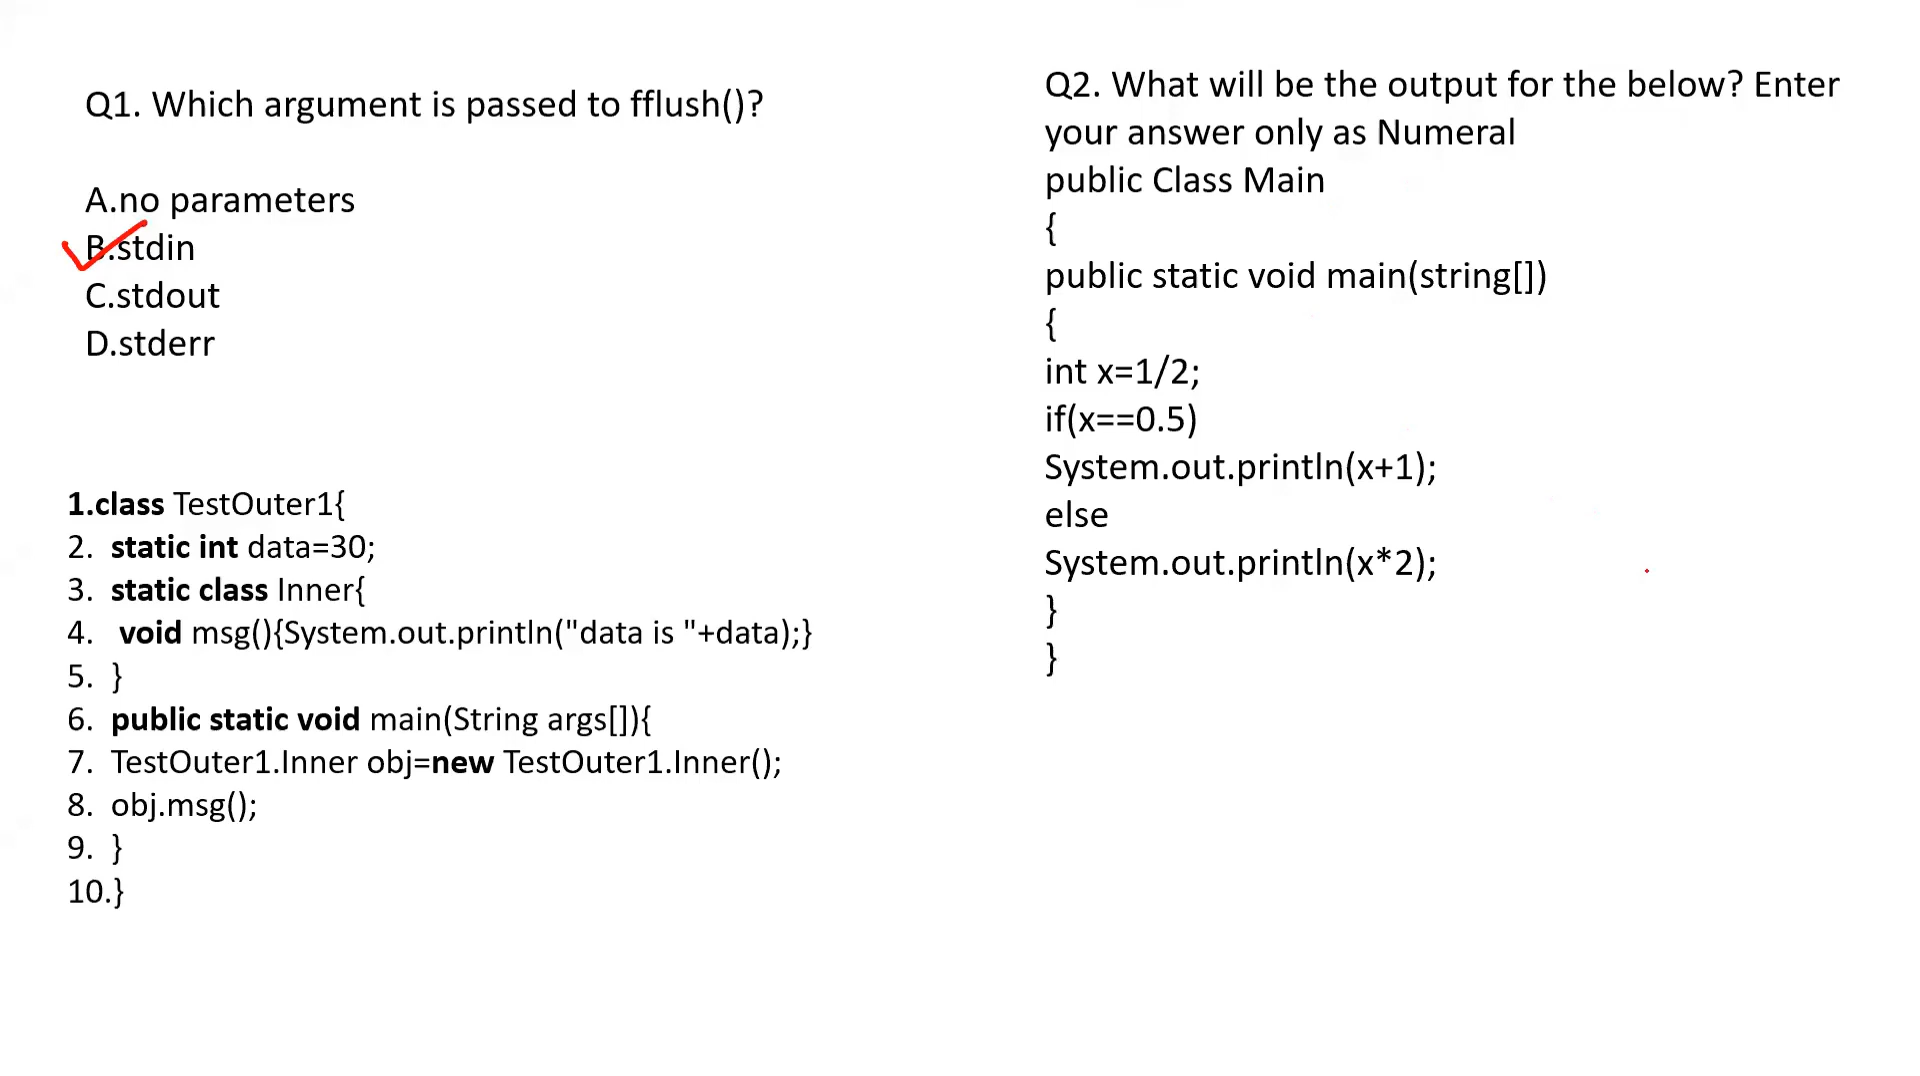 Q1. Which argument is passed to fflush()?
A.no parameters
B.stdin
C.stdout
D.stderr
1.class TestOuter1{
2. static int data=30;
3. static class Inner{
4. void msg(){System.out.println("data is "+data);}
5. }
6. public static void main(String args[]){
7. TestOuter1.Inner obj=new TestOuter1.Inner();
8. obj.msg();
9. }
10.}
Q2. What will be the output for the below? Enter
your answer only as Numeral
public Class Main
{
public static void main(string[])
{
int x=1/2;
if(x==0.5)
System.out.println(x+1);
else
System.out.println(x*2);
}
}